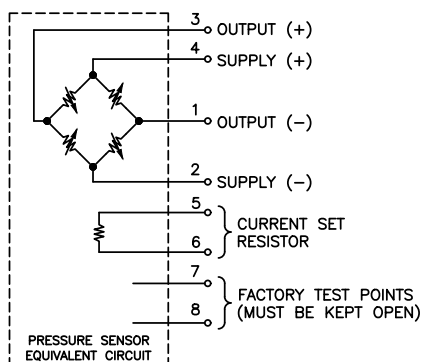 3 OUTPUT (+)
4 SUPPLY (+)
1 OUTPUT (−)
2 SUPPLY (−)
5
CURRENT SET
RESISTOR
6
7
FACTORY TEST POINTS
(MUST BE KEPT OPEN)
8
PRESSURE SENSOR
EQUIVALENT CIRCUIT